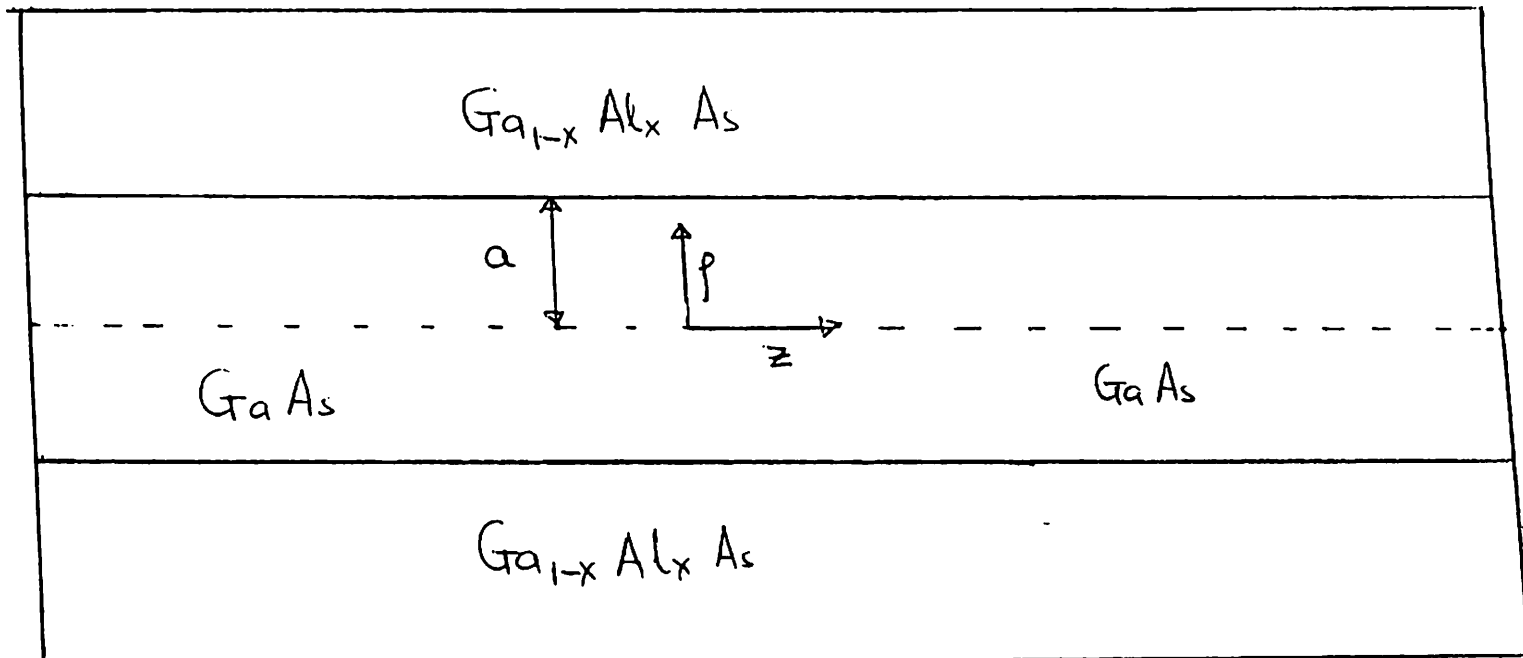 Ga₁₋ₓ Alₓ As
a
ρ
z
Ga As
Ga As
Ga₁₋ₓ Alₓ As